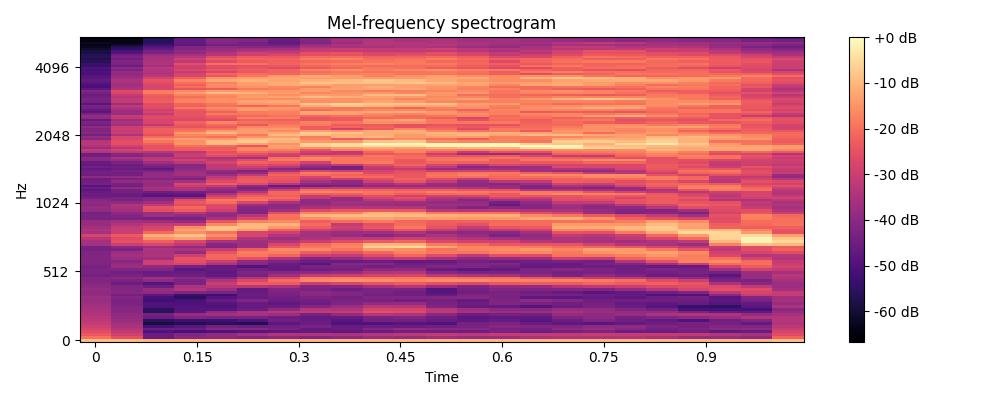 Mel-frequency spectrogram
4096
2048
1024
512
0
Hz
0 0.15 0.3 0.45 0.6 0.75 0.9
Time
+0 dB
-10 dB
-20 dB
-30 dB
-40 dB
-50 dB
-60 dB